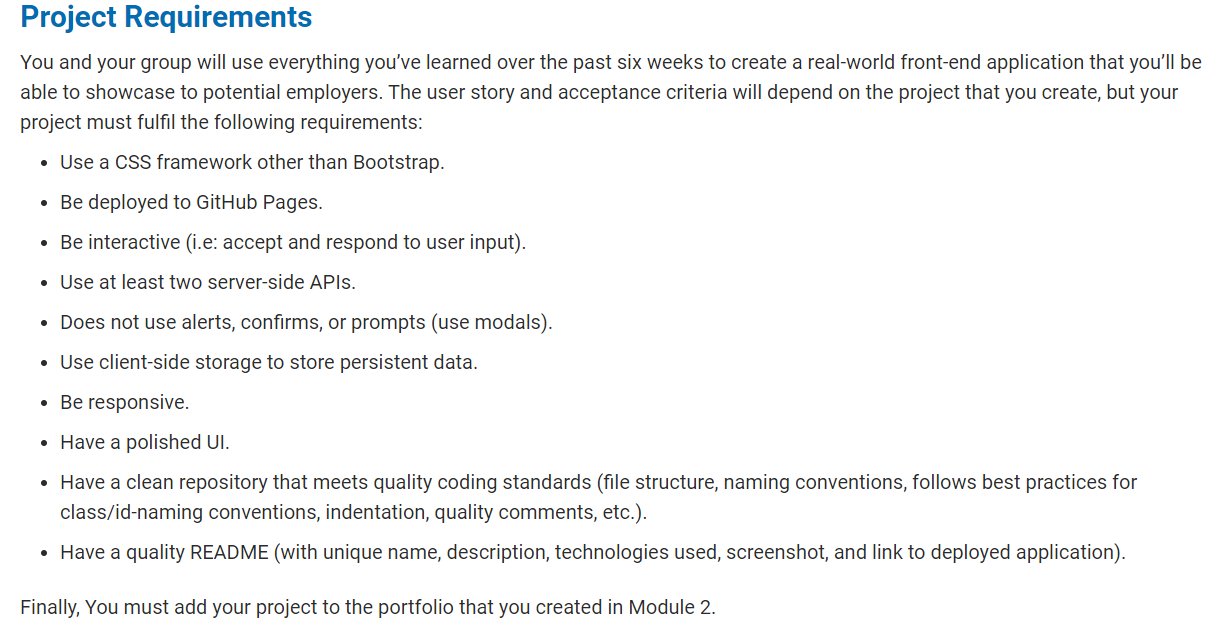 Project Requirements
You and your group will use everything you’ve learned over the past six weeks to create a real-world front-end application that you’ll be
able to showcase to potential employers. The user story and acceptance criteria will depend on the project that you create, but your
project must fulfil the following requirements:
• Use a CSS framework other than Bootstrap.
• Be deployed to GitHub Pages.
• Be interactive (i.e: accept and respond to user input).
• Use at least two server-side APIs.
• Does not use alerts, confirms, or prompts (use modals).
• Use client-side storage to store persistent data.
• Be responsive.
• Have a polished UI.
• Have a clean repository that meets quality coding standards (file structure, naming conventions, follows best practices for
class/id-naming conventions, indentation, quality comments, etc.).
• Have a quality README (with unique name, description, technologies used, screenshot, and link to deployed application).
Finally, You must add your project to the portfolio that you created in Module 2.